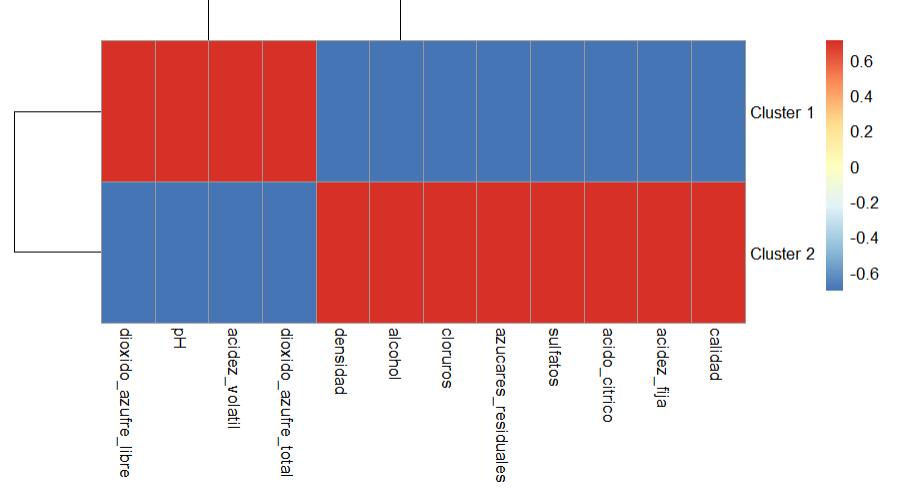 0.6
0.4
0.2
0
-0.2
-0.4
-0.6
Cluster 1
Cluster 2
dioxido_azufre_libre
pH
acidez_volatil
dioxido_azufre_total
densidad
alcohol
cloruros
azucares_residuales
sulfatos
acido_citrico
acidez_fija
calidad